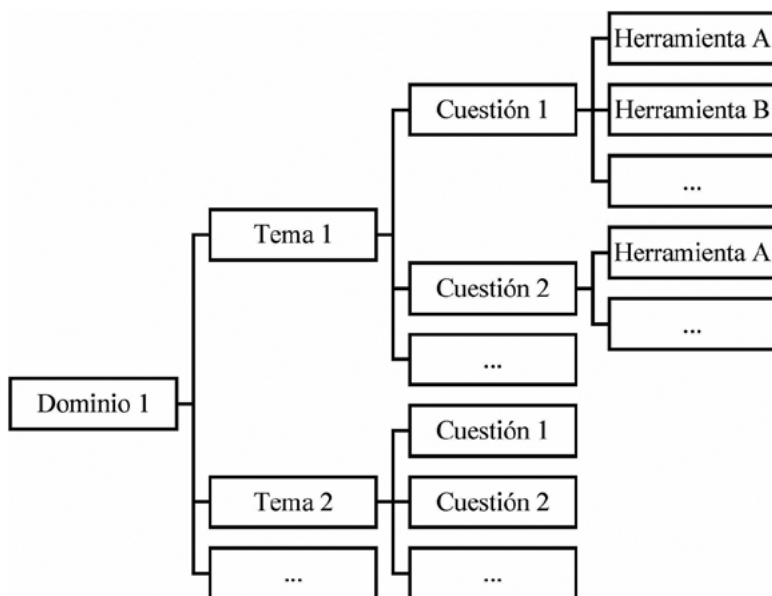 Dominio 1
Tema 1
Cuestión 1
Herramienta A
Herramienta B
...
Cuestión 2
Herramienta A
...
...
Tema 2
Cuestión 1
Cuestión 2
...
...